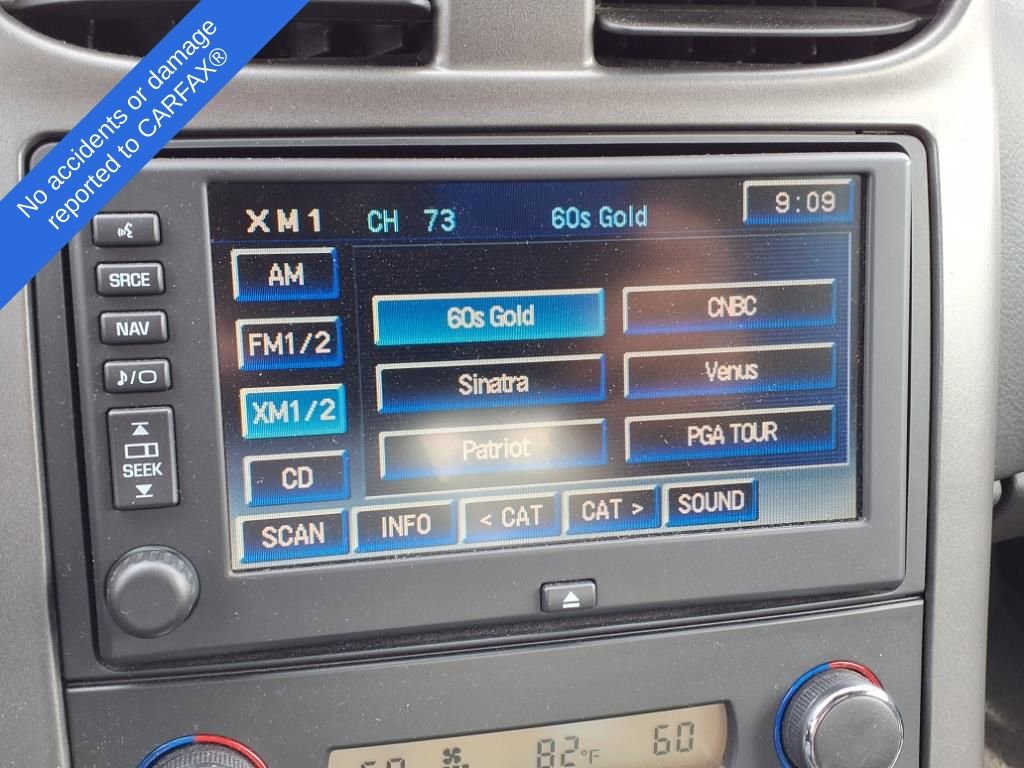 No accidents or damage
reported to CARFAX®
XM1 CH 73 60s Gold 9:09
AM
FM1/2
XM1/2
CD
60s Gold
CNBC
Sinatra
Venus
Patriot
PGA TOUR
SCAN
INFO
< CAT
CAT >
SOUND
SRCE
NAV
SEEK
82°F
60